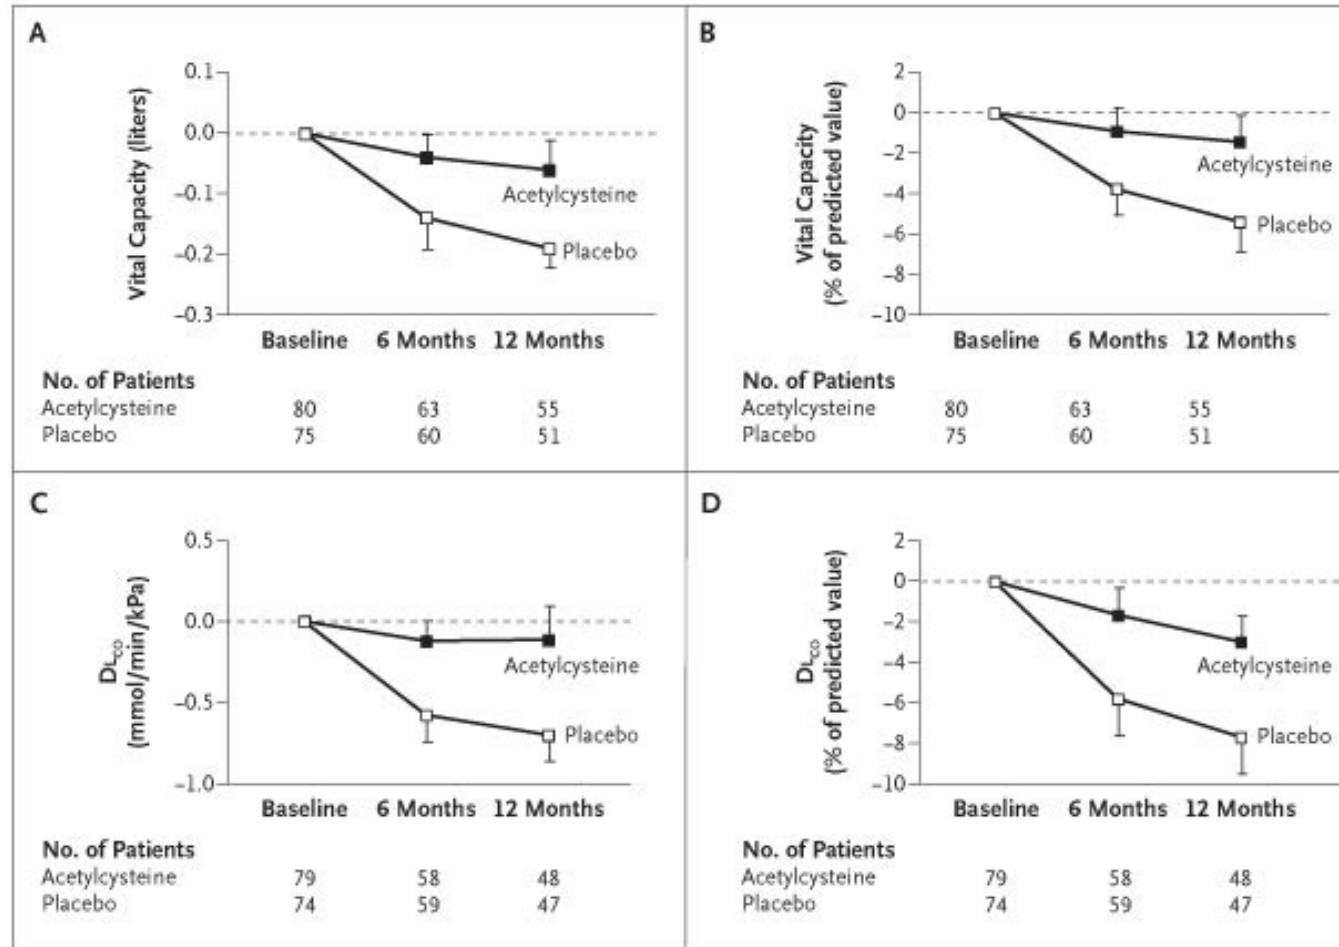 A
Vital Capacity (liters)
0.1
0.0
−0.1
−0.2
−0.3
Acetylcysteine
Placebo
Baseline 6 Months 12 Months
No. of Patients
Acetylcysteine 80 63 55
Placebo 75 60 51
B
Vital Capacity
(% of predicted value)
2
0
−2
−4
−6
−8
−10
Acetylcysteine
Placebo
Baseline 6 Months 12 Months
No. of Patients
Acetylcysteine 80 63 55
Placebo 75 60 51
C
DLCO
(mmol/min/kPa)
0.5
0.0
−0.5
−1.0
Acetylcysteine
Placebo
Baseline 6 Months 12 Months
No. of Patients
Acetylcysteine 79 58 48
Placebo 74 59 47
D
DLCO
(% of predicted value)
2
0
−2
−4
−6
−8
−10
Acetylcysteine
Placebo
Baseline 6 Months 12 Months
No. of Patients
Acetylcysteine 79 58 48
Placebo 74 59 47